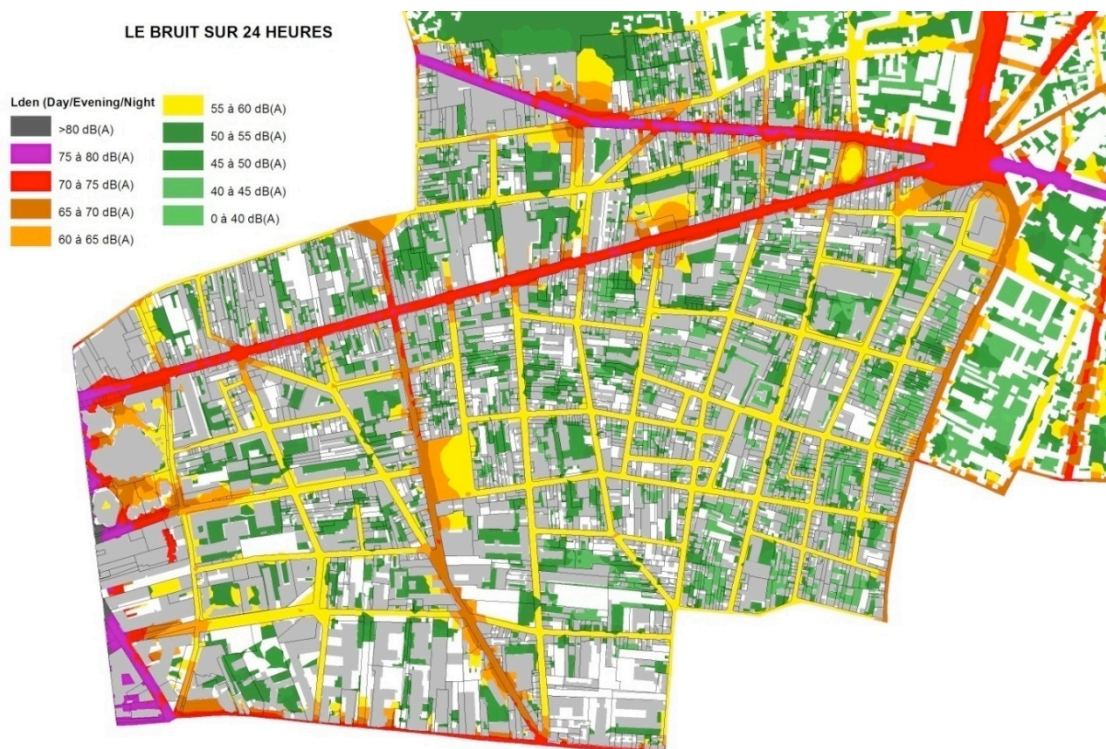 LE BRUIT SUR 24 HEURES
Lden (Day/Evening/Night
>80 dB(A)
75 à 80 dB(A)
70 à 75 dB(A)
65 à 70 dB(A)
60 à 65 dB(A)
55 à 60 dB(A)
50 à 55 dB(A)
45 à 50 dB(A)
40 à 45 dB(A)
0 à 40 dB(A)